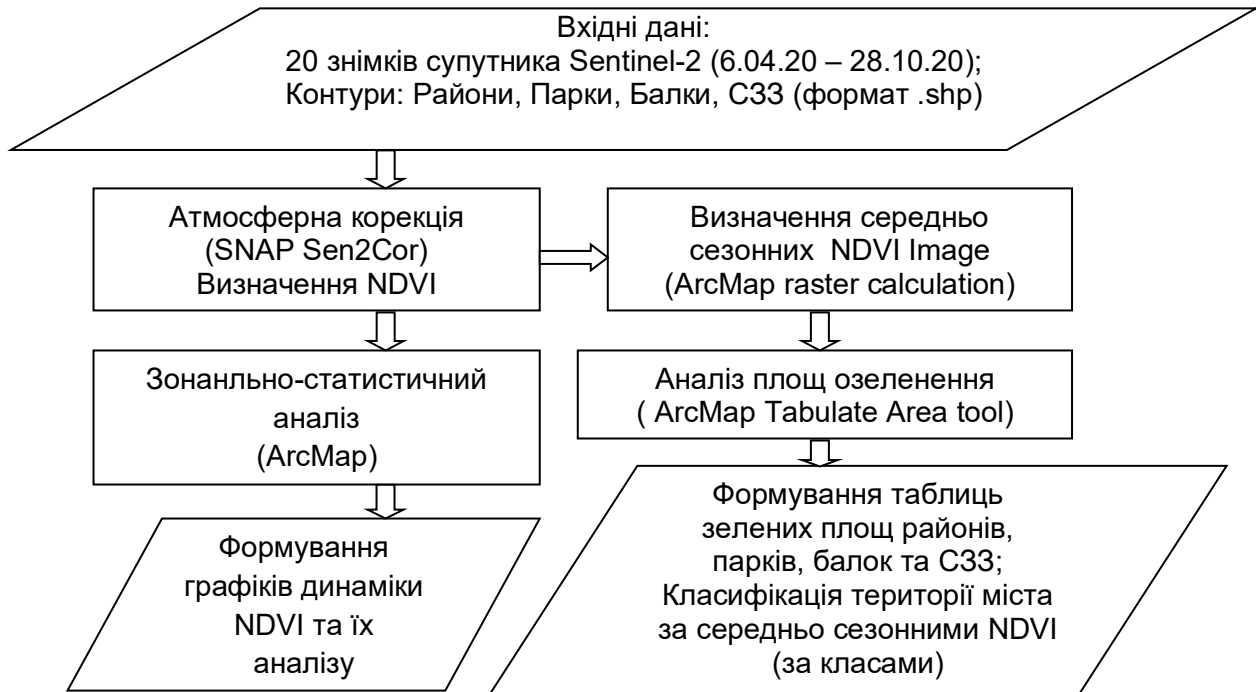 Вхідні дані:
20 знімків супутника Sentinel-2 (6.04.20 – 28.10.20);
Контури: Райони, Парки, Балки, СЗЗ (формат .shp)
Атмосферна корекція
(SNAP Sen2Cor)
Визначення NDVI
Визначення середньо
сезонних NDVI Image
(ArcMap raster calculation)
Зонанльно-статистичний
аналіз
(ArcMap)
Аналіз площ озеленення
( ArcMap Tabulate Area tool)
Формування
графіків динаміки
NDVI та їх
аналізу
Формування таблиць
зелених площ районів,
парків, балок та СЗЗ;
Класифікація території міста
за середньо сезонними NDVI
(за класами)